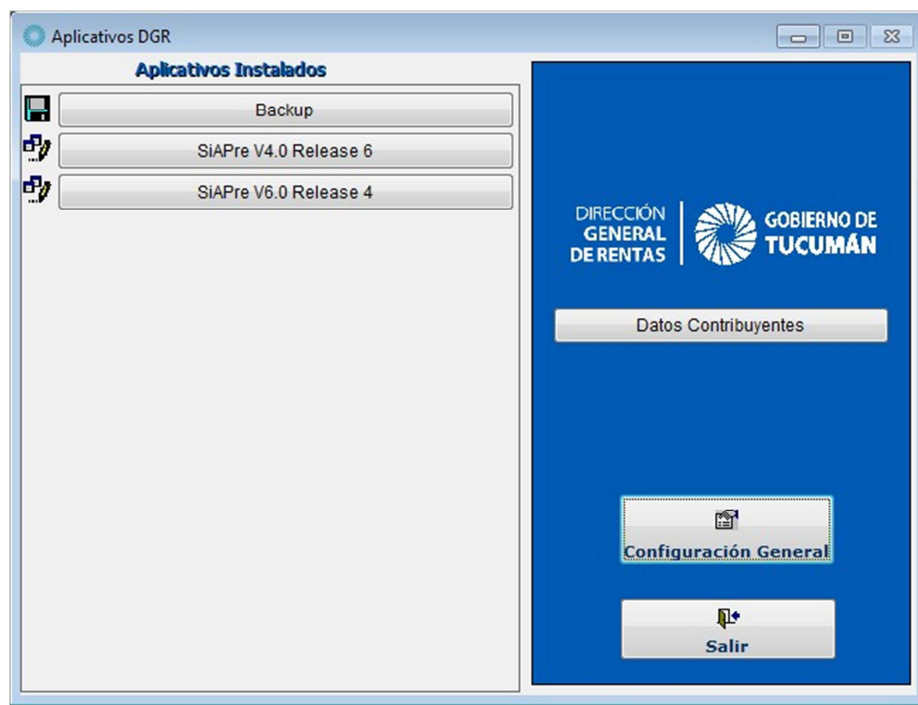 Aplicativos DGR
Aplicativos Instalados
Backup
SiAPre V4.0 Release 6
SiAPre V6.0 Release 4
DIRECCIÓN
GENERAL
DE RENTAS
GOBIERNO DE
TUCUMÁN
Datos Contribuyentes
Configuración General
Salir